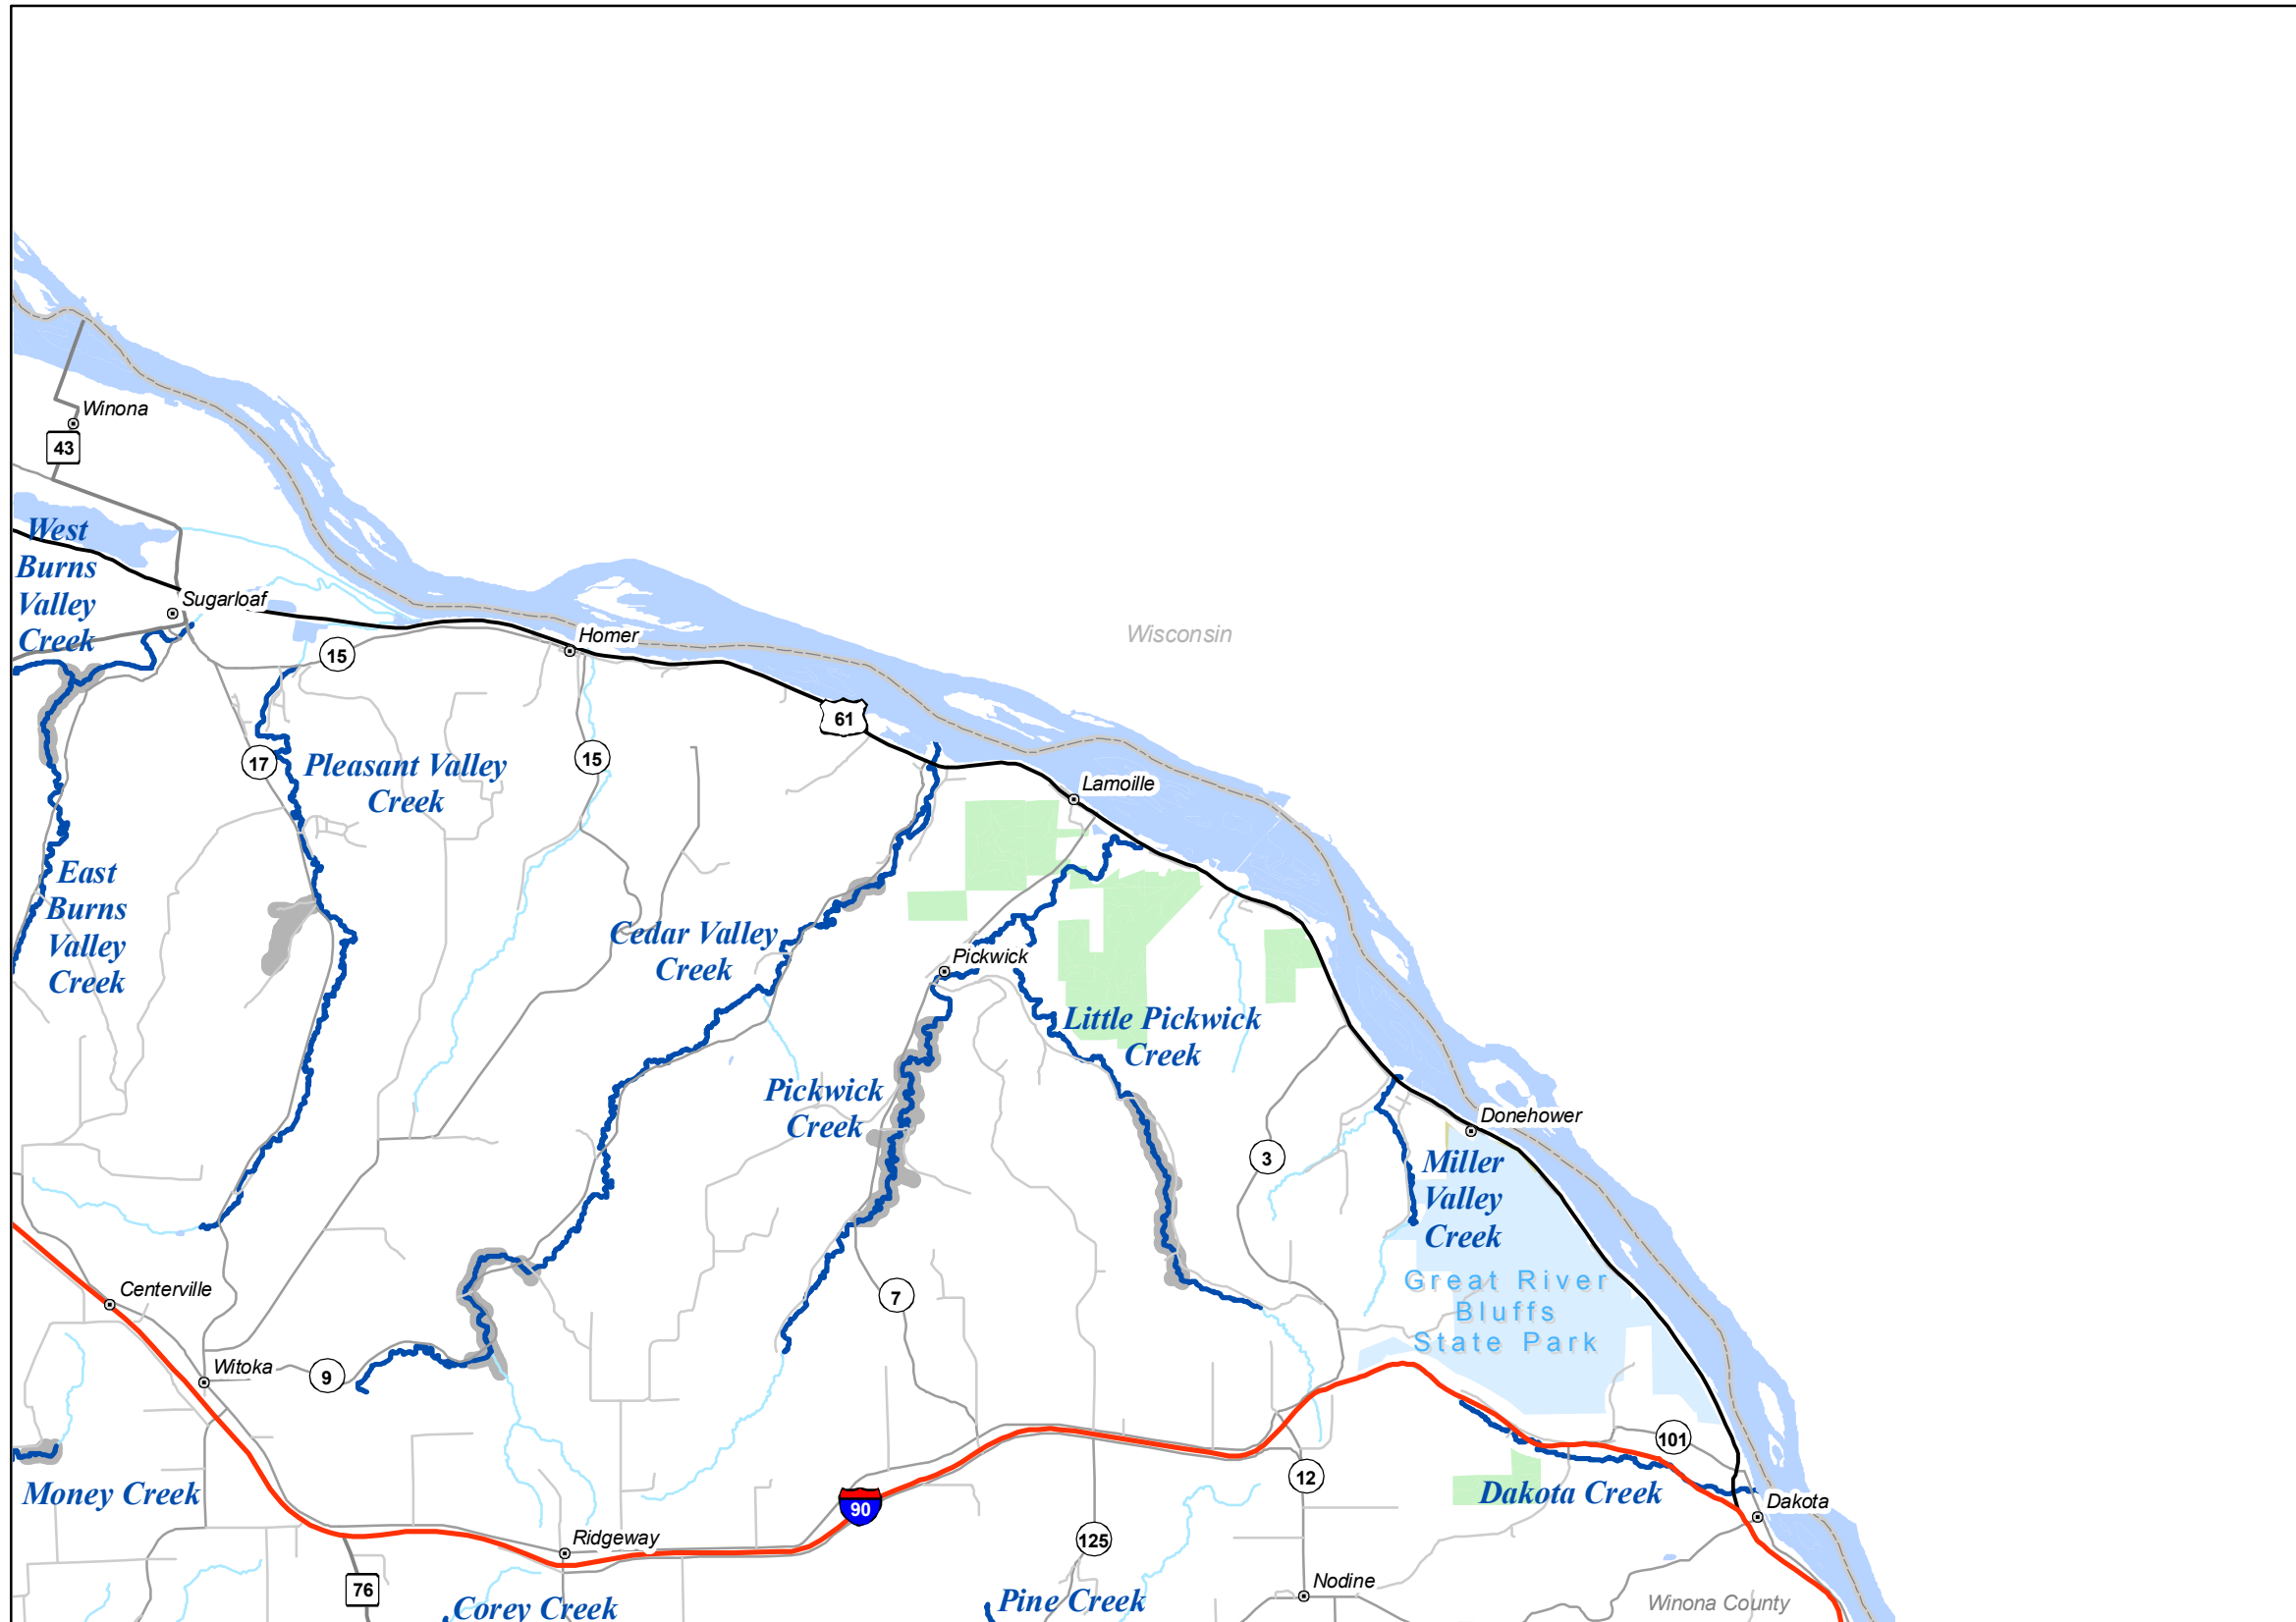 Winona
43
West
Burns
Valley
Creek
Sugarloaf
15
Homer
Wisconsin
61
17
Pleasant Valley
Creek
15
Lamoille
East
Burns
Valley
Creek
Cedar Valley
Creek
Pickwick
Little Pickwick
Creek
Pickwick
Creek
Donehower
3
Miller
Valley
Creek
Great River
Bluffs
State Park
Centerville
7
Witoka
9
101
12
Money Creek
Dakota Creek
Dakota
90
Ridgeway
125
76
Nodine
Corey Creek
Pine Creek
Winona County